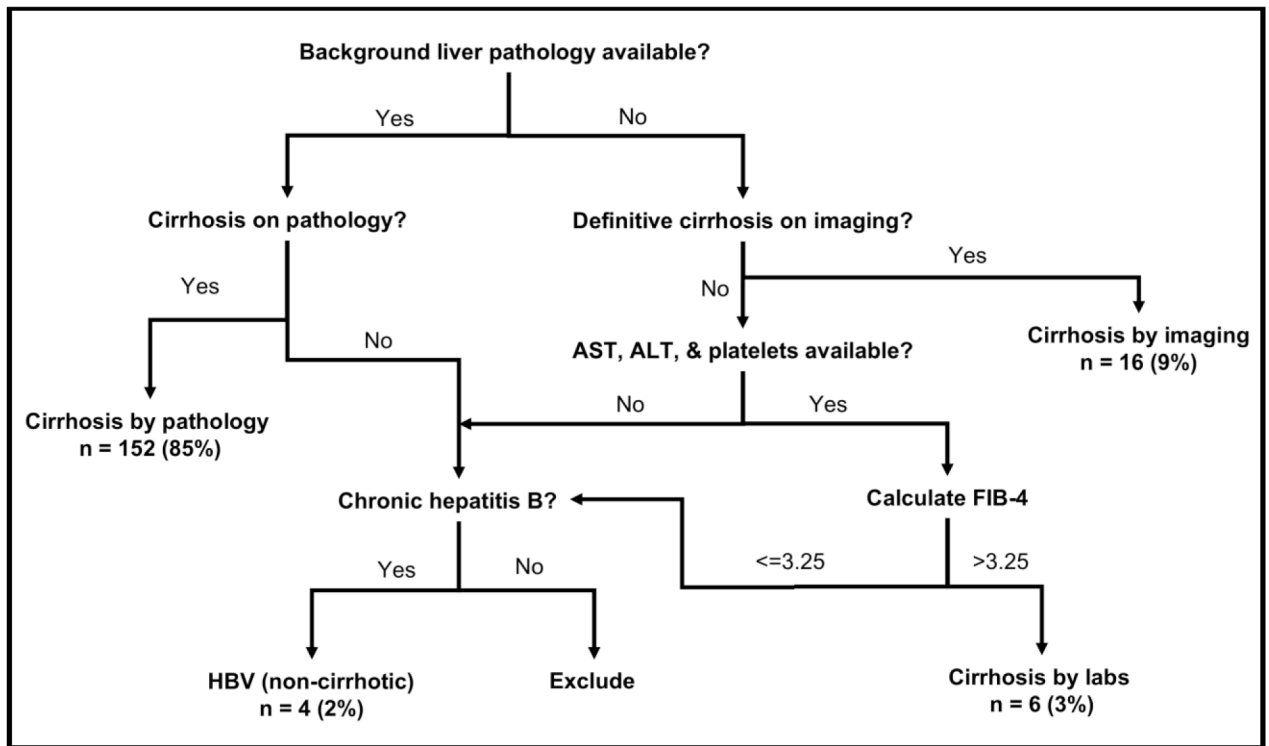 Background liver pathology available?
Yes
No
Cirrhosis on pathology?
Definitive cirrhosis on imaging?
Yes
Yes
No
No
Cirrhosis by imaging
n = 16 (9%)
AST, ALT, & platelets available?
No
Yes
Cirrhosis by pathology
n = 152 (85%)
Chronic hepatitis B?
Calculate FIB-4
Yes
No
<=3.25
>3.25
HBV (non-cirrhotic)
n = 4 (2%)
Exclude
Cirrhosis by labs
n = 6 (3%)